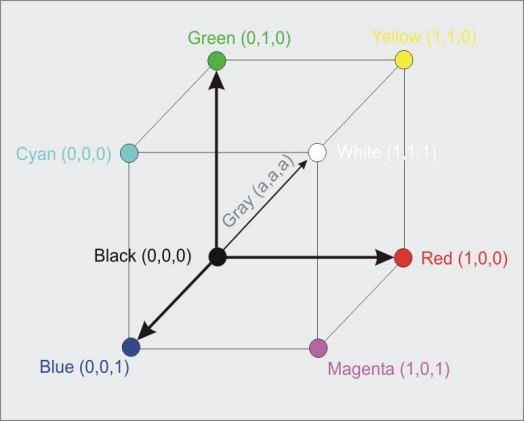 Green (0,1,0)
Yellow (1,1,0)
Cyan (0,0,0)
White (1,1,1)
Gray (a,a,a)
Black (0,0,0)
Red (1,0,0)
Blue (0,0,1)
Magenta (1,0,1)